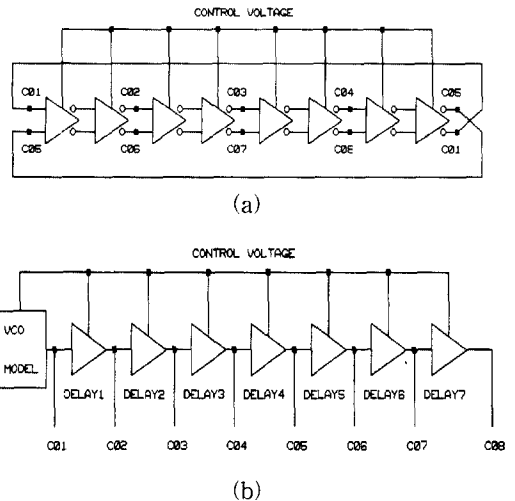 CONTROL VOLTAGE
C01 C02 C03 C04 C05
C05 C06 C07 C08 C01
(a)
CONTROL VOLTAGE
VCO
MODEL
DELAY1 DELAY2 DELAY3 DELAY4 DELAY5 DELAY6 DELAY7
C01 C02 C03 C04 C05 C06 C07 C08
(b)